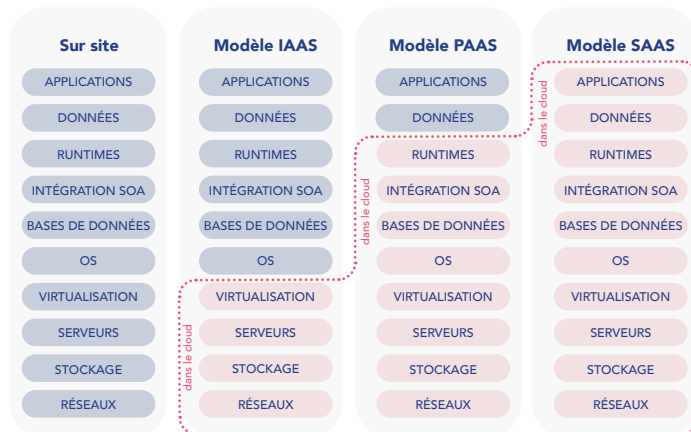 Sur site
APPLICATIONS
DONNÉES
RUNTIMES
INTÉGRATION SOA
BASES DE DONNÉES
OS
VIRTUALISATION
SERVEURS
STOCKAGE
RÉSEAUX
Modèle IAAS
APPLICATIONS
DONNÉES
RUNTIMES
INTÉGRATION SOA
BASES DE DONNÉES
OS
dans le cloud
VIRTUALISATION
SERVEURS
STOCKAGE
RÉSEAUX
Modèle PAAS
APPLICATIONS
DONNÉES
dans le cloud
RUNTIMES
INTÉGRATION SOA
BASES DE DONNÉES
OS
VIRTUALISATION
SERVEURS
STOCKAGE
RÉSEAUX
Modèle SAAS
dans le cloud
APPLICATIONS
DONNÉES
RUNTIMES
INTÉGRATION SOA
BASES DE DONNÉES
OS
VIRTUALISATION
SERVEURS
STOCKAGE
RÉSEAUX